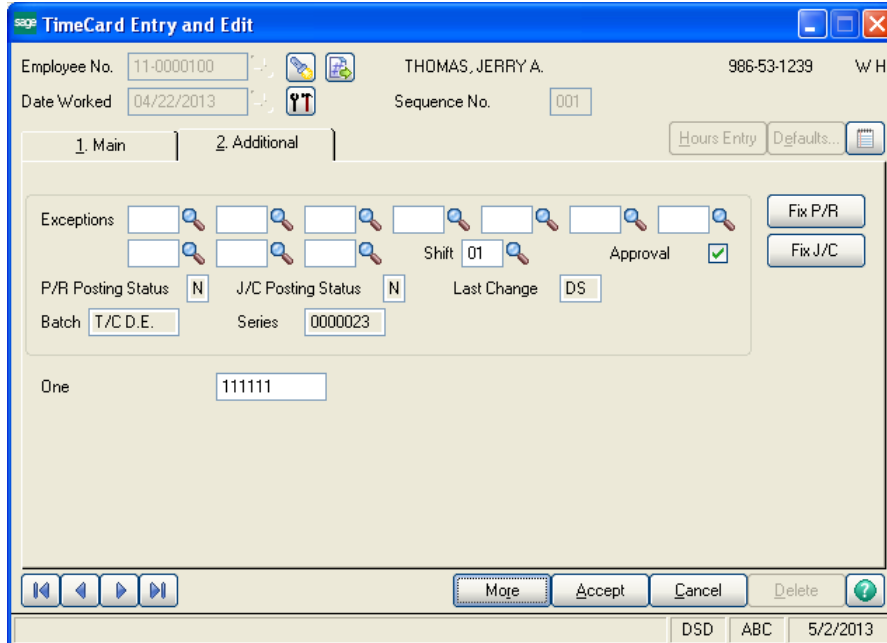 sage TimeCard Entry and Edit
Employee No. 11-0000100 THOMAS, JERRY A. 986-53-1239 W H
Date Worked 04/22/2013 Sequence No. 001
1. Main 2. Additional Hours Entry Defaults...
Exceptions Fix P/R
Shift 01 Approval Fix J/C
P/R Posting Status N J/C Posting Status N Last Change DS
Batch T/C D.E. Series 0000023
One 111111
More Accept Cancel Delete
DSD ABC 5/2/2013